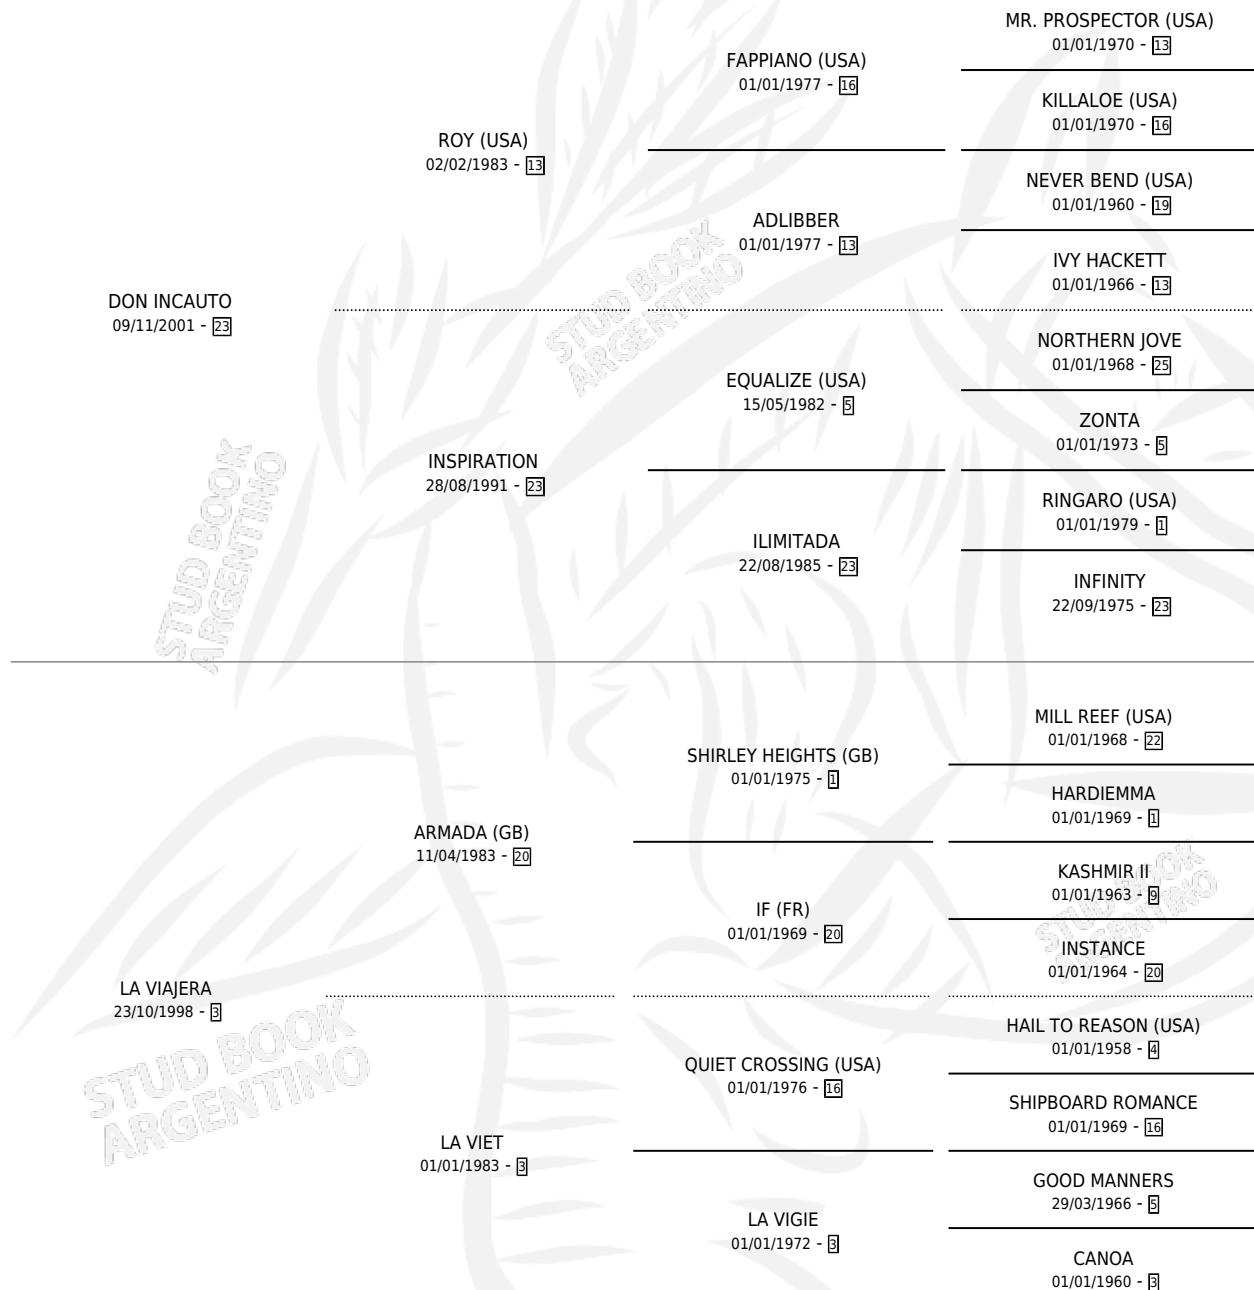 MR. PROSPECTOR (USA)
01/01/1970 - 13
FAPPIANO (USA)
01/01/1977 - 16
KILLALOE (USA)
01/01/1970 - 16
ROY (USA)
02/02/1983 - 13
NEVER BEND (USA)
01/01/1960 - 19
ADLIBBER
01/01/1977 - 13
IVY HACKETT
01/01/1966 - 13
DON INCAUTO
09/11/2001 - 23
NORTHERN JOVE
01/01/1968 - 25
EQUALIZE (USA)
15/05/1982 - 5
ZONTA
01/01/1973 - 5
INSPIRATION
28/08/1991 - 23
RINGARO (USA)
01/01/1979 - 1
ILIMITADA
22/08/1985 - 23
INFINITY
22/09/1975 - 23
MILL REEF (USA)
01/01/1968 - 22
SHIRLEY HEIGHTS (GB)
01/01/1975 - 1
HARDIEMMA
01/01/1969 - 1
ARMADA (GB)
11/04/1983 - 20
KASHMIR II
01/01/1963 - 9
IF (FR)
01/01/1969 - 20
INSTANCE
01/01/1964 - 20
LA VIAJERA
23/10/1998 - 3
HAIL TO REASON (USA)
01/01/1958 - 4
QUIET CROSSING (USA)
01/01/1976 - 16
SHIPBOARD ROMANCE
01/01/1969 - 16
LA VIET
01/01/1983 - 3
GOOD MANNERS
29/03/1966 - 5
LA VIGIE
01/01/1972 - 3
CANOA
01/01/1960 - 3
STUD BOOK
ARGENTINO
STUD BOOK
ARGENTINO
STUD BOOK
ARGENTINO
STUD BOOK
ARGENTINO